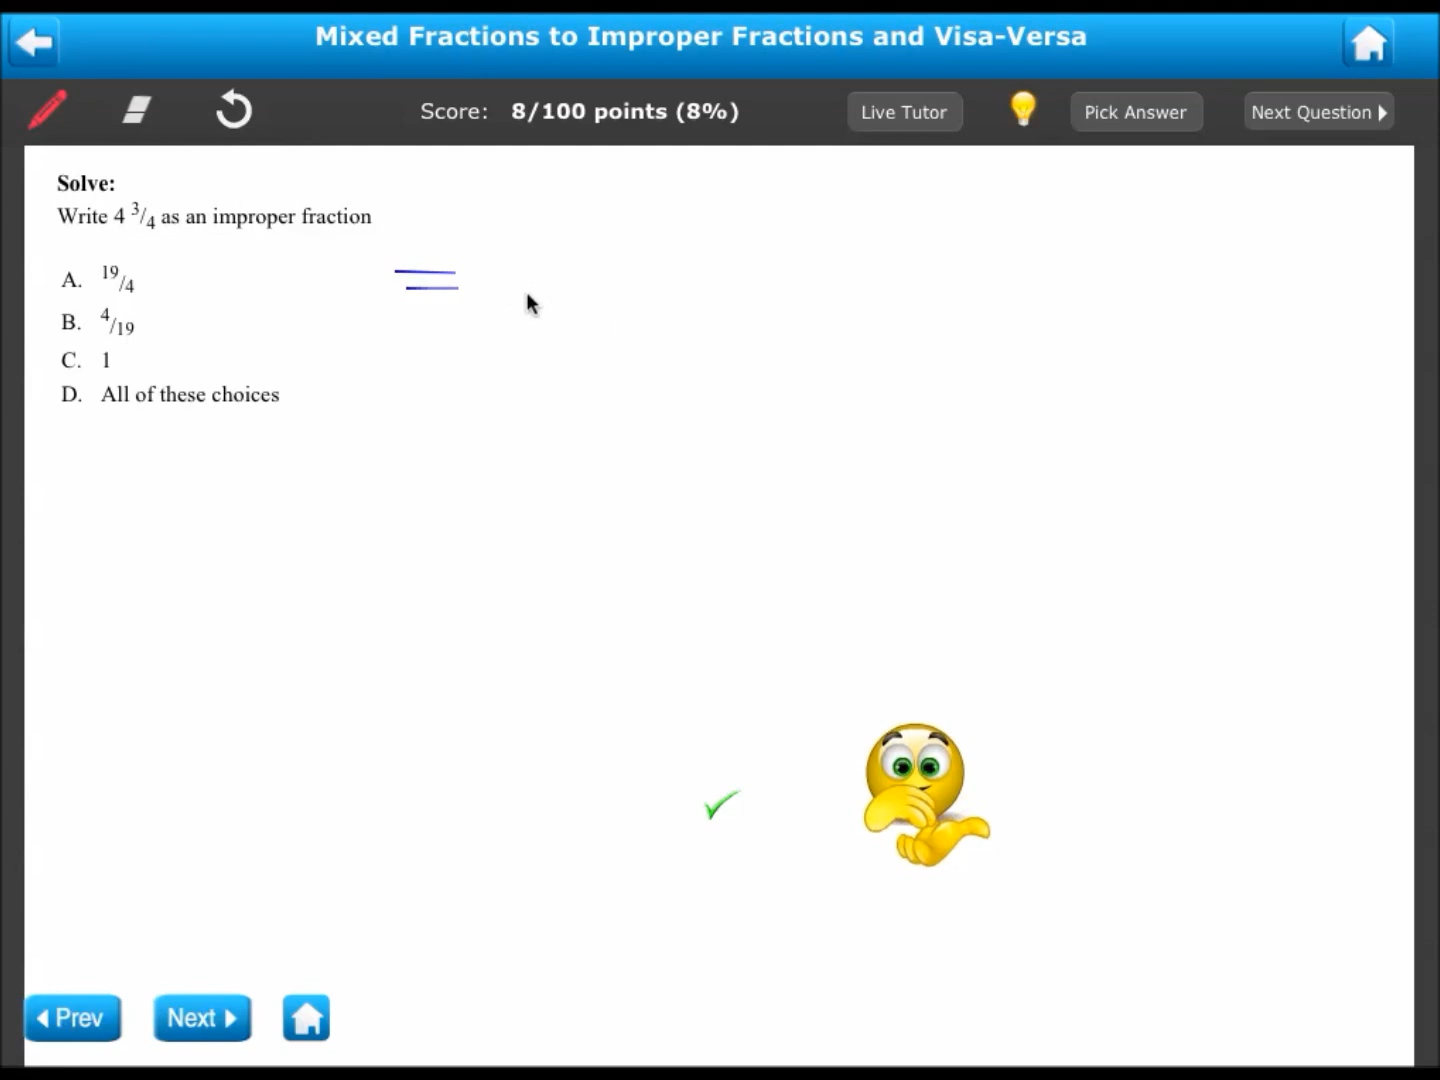 Mixed Fractions to Improper Fractions and Visa-Versa
Score: 8/100 points (8%)
Live Tutor
Pick Answer
Next Question
Solve:
Write 4 3/4 as an improper fraction
A. 19/4
B. 4/19
C. 1
D. All of these choices
Prev
Next